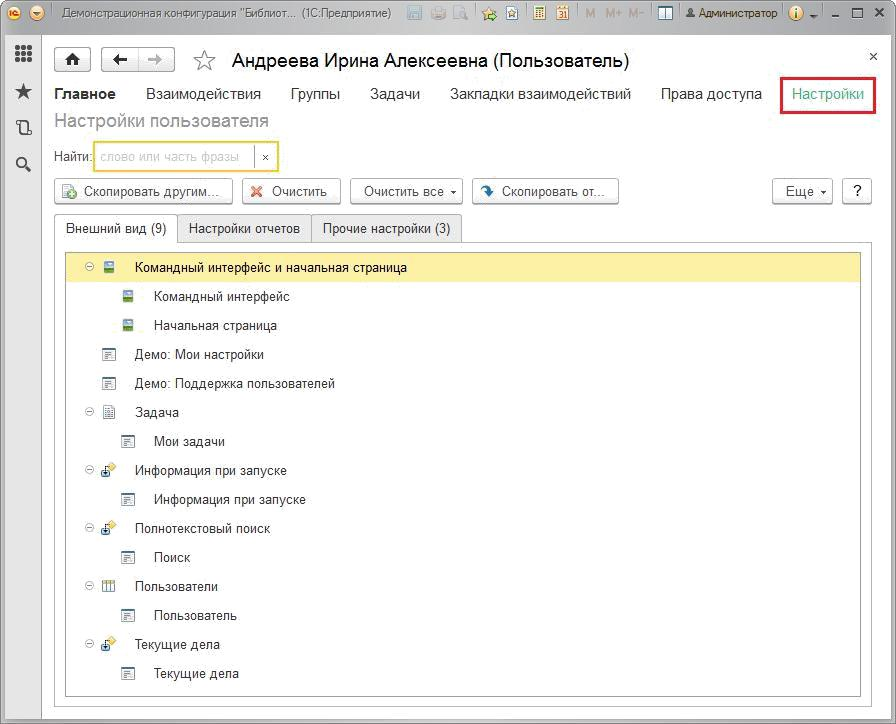 Демонстрационная конфигурация "Библиот... (1С:Предприятие) M M+ M- Администратор
Андреева Ирина Алексеевна (Пользователь)
Главное Взаимодействия Группы Задачи Закладки взаимодействий Права доступа Настройки
Настройки пользователя
Найти: слово или часть фразы ×
Скопировать другим... Очистить Очистить все Скопировать от... Еще ?
Внешний вид (9) Настройки отчетов Прочие настройки (3)
Командный интерфейс и начальная страница
Командный интерфейс
Начальная страница
Демо: Мои настройки
Демо: Поддержка пользователей
Задача
Мои задачи
Информация при запуске
Информация при запуске
Полнотекстовый поиск
Поиск
Пользователи
Пользователь
Текущие дела
Текущие дела